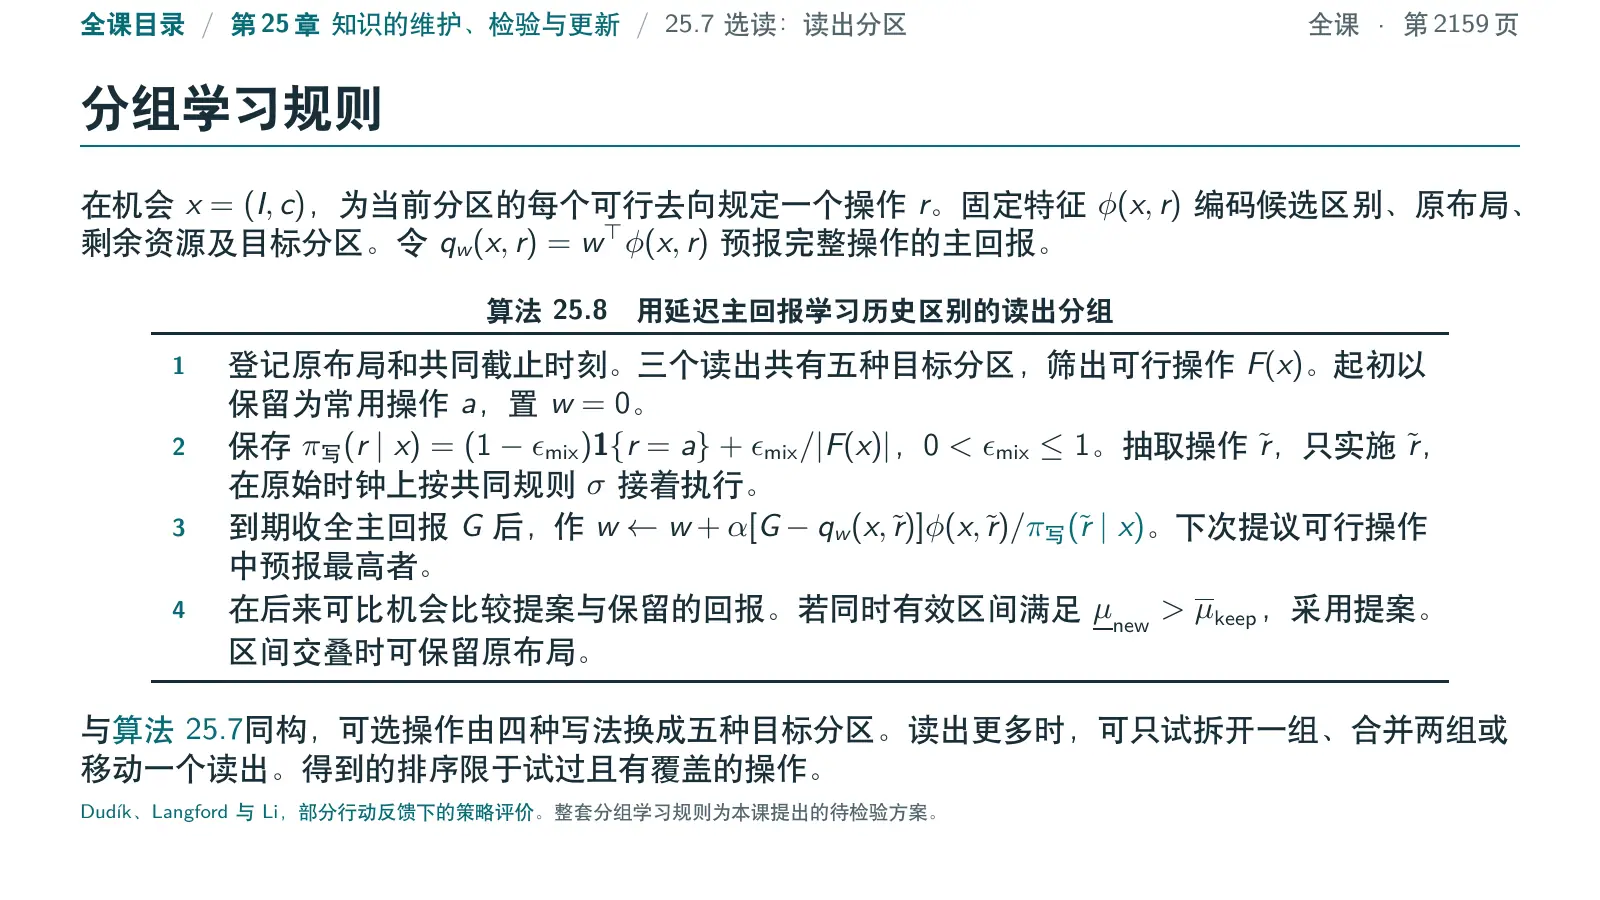 全课目录 / 第 25 章 知识的维护、检验与更新 / 25.7 选读：读出分区
全课 · 第 2159 页
分组学习规则
在机会 x = (I, c)，为当前分区的每个可行去向规定一个操作 r。固定特征 ϕ(x, r) 编码候选区别、原布局、
剩余资源及目标分区。令 q_w(x, r) = w^⊤ϕ(x, r) 预报完整操作的主回报。
算法 25.8 用延迟主回报学习历史区别的读出分组
1 登记原布局和共同截止时刻。三个读出共有五种目标分区，筛出可行操作 F(x)。起初以
保留为常用操作 a，置 w = 0。
2 保存 π_写(r | x) = (1 − ϵ_mix)1{r = a} + ϵ_mix/|F(x)|，0 < ϵ_mix ≤ 1。抽取操作 r̃，只实施 r̃，
在原始时钟上按共同规则 σ 接着执行。
3 到期收全主回报 G 后，作 w ← w + α[G − q_w(x, r̃)]ϕ(x, r̃)/π_写(r̃ | x)。下次提议可行操作
中预报最高者。
4 在后来可比机会比较提案与保留的回报。若同时有效区间满足 μ̲_new > μ̅_keep，采用提案。
区间交叠时可保留原布局。
与算法 25.7同构，可选操作由四种写法换成五种目标分区。读出更多时，可只试拆开一组、合并两组或
移动一个读出。得到的排序限于试过且有覆盖的操作。
Dudík、Langford 与 Li，部分行动反馈下的策略评价。整套分组学习规则为本课提出的待检验方案。